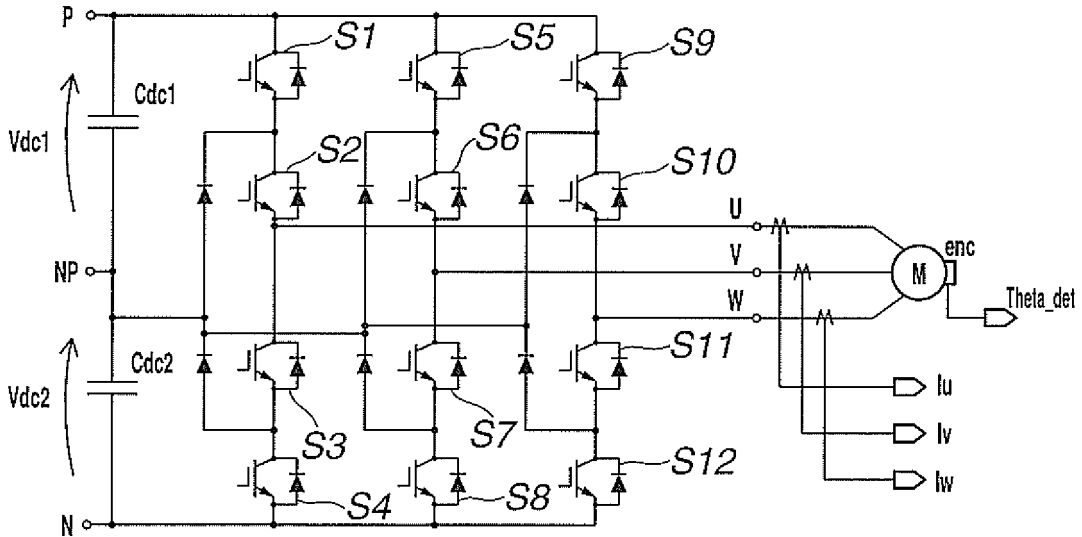 P
S1
S5
S9
Cdc1
Vdc1
S2
S6
S10
U
enc
NP
V
M
W
Theta_det
Cdc2
S11
Vdc2
Iu
S3
S7
Iv
S12
Iw
S4
S8
N